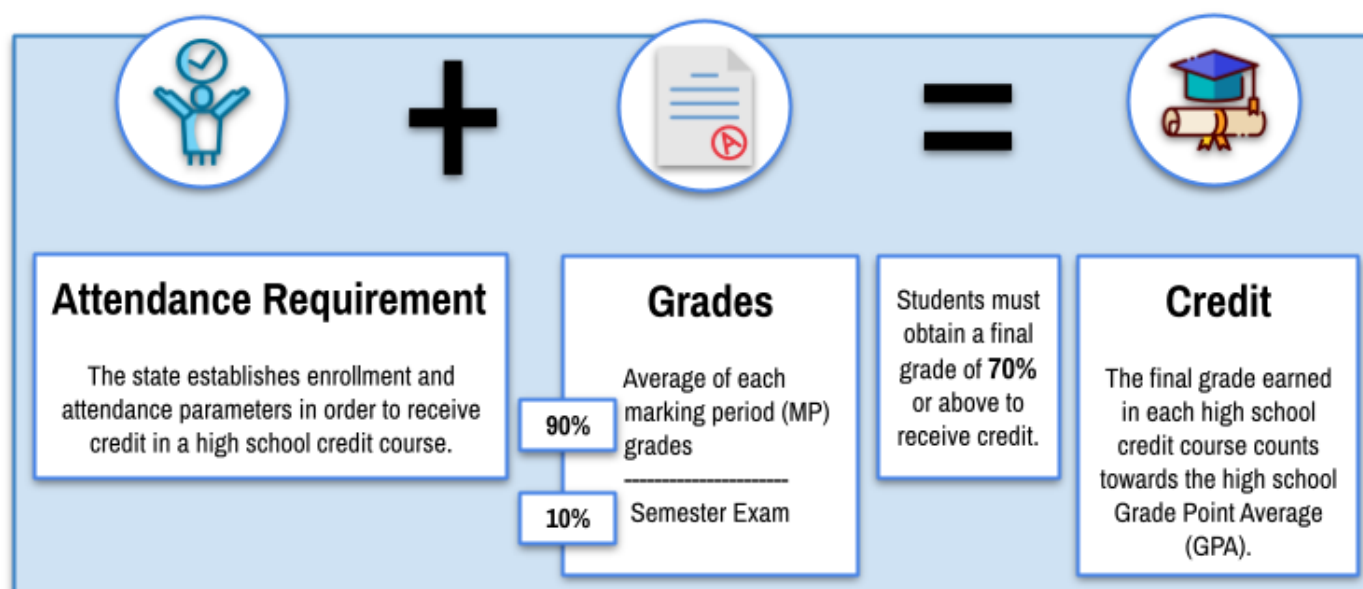 A
Attendance Requirement
The state establishes enrollment and
attendance parameters in order to receive
credit in a high school credit course.
Grades
90%
Average of each
marking period (MP)
grades
----------------------
10%
Semester Exam
Students must
obtain a final
grade of 70%
or above to
receive credit.
Credit
The final grade earned
in each high school
credit course counts
towards the high school
Grade Point Average
(GPA).